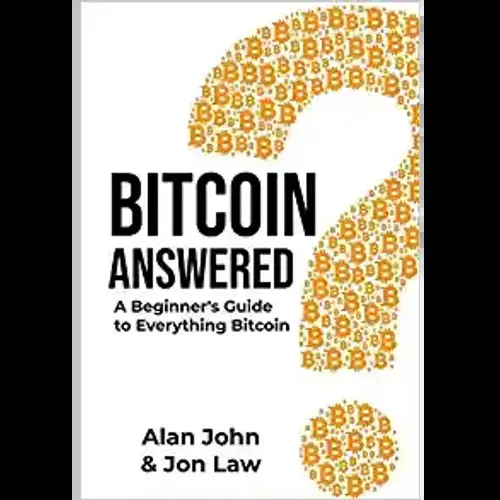 BITCOIN
ANSWERED
A Beginner's Guide
to Everything Bitcoin
Alan John
& Jon Law